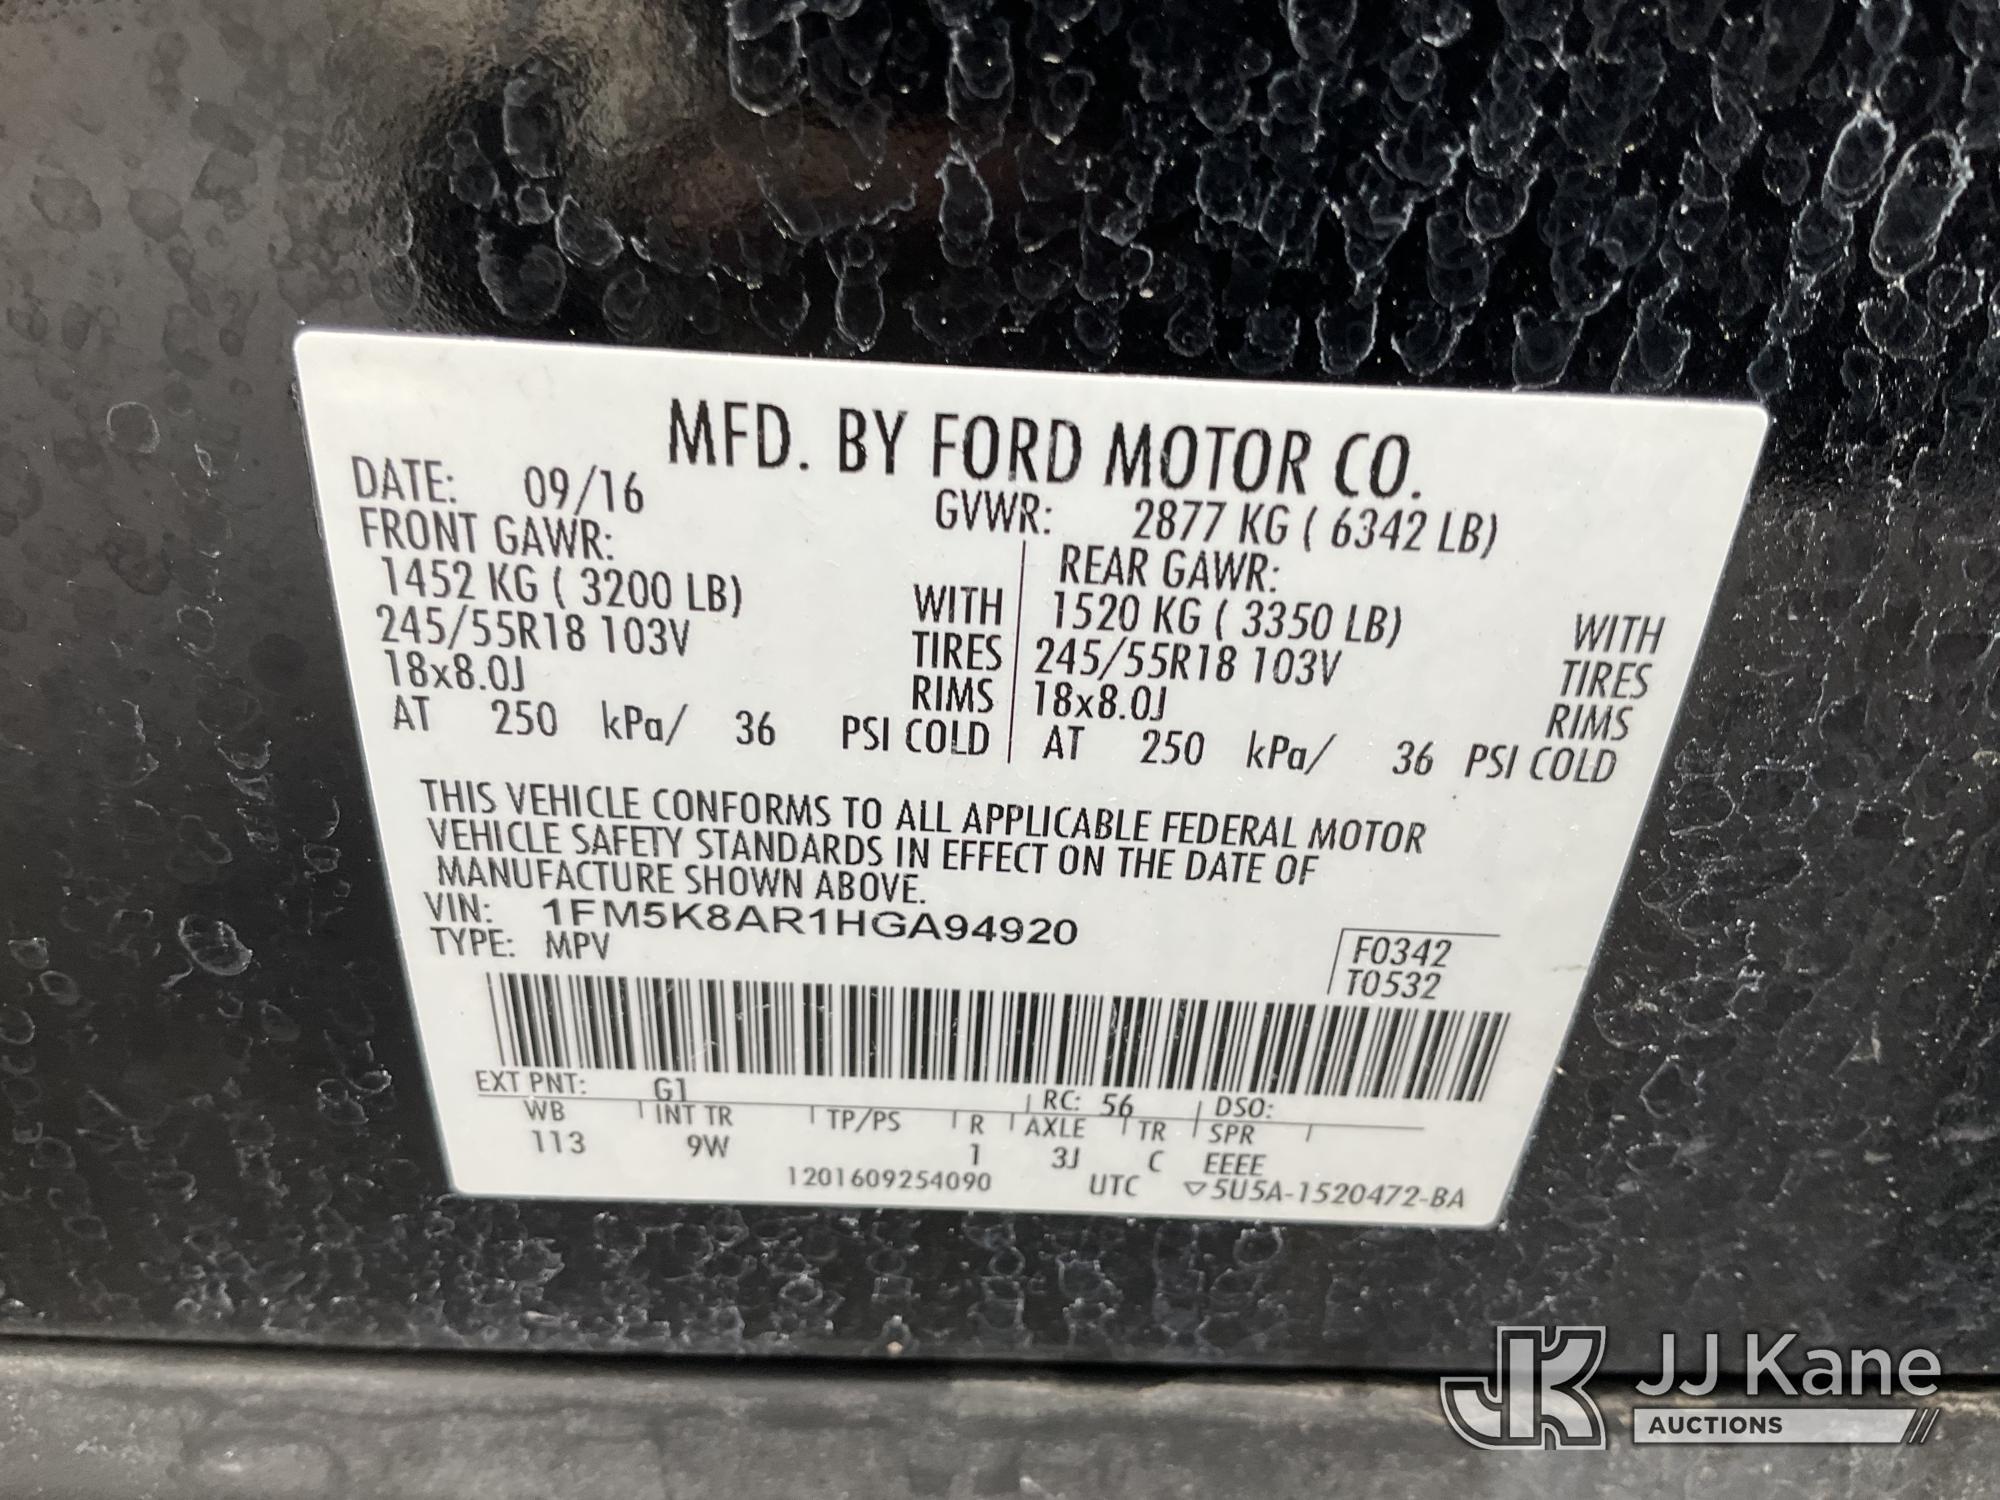 MFD. BY FORD MOTOR CO.
DATE: 09/16 GVWR: 2877 KG ( 6342 LB)
FRONT GAWR: REAR GAWR:
1452 KG ( 3200 LB) WITH 1520 KG ( 3350 LB) WITH
245/55R18 103V TIRES 245/55R18 103V TIRES
18x8.0J RIMS 18x8.0J RIMS
AT 250 kPa/ 36 PSI COLD AT 250 kPa/ 36 PSI COLD
THIS VEHICLE CONFORMS TO ALL APPLICABLE FEDERAL MOTOR
VEHICLE SAFETY STANDARDS IN EFFECT ON THE DATE OF
MANUFACTURE SHOWN ABOVE.
VIN: 1FM5K8AR1HGA94920
TYPE: MPV
F0342
T0532
EXT PNT: G1 RC: 56 DSO:
WB INT TR TP/PS R AXLE TR SPR
113 9W 1 3J C EEEE
1201609254090 UTC ▽5U5A-1520472-BA
JK JJ Kane
AUCTIONS